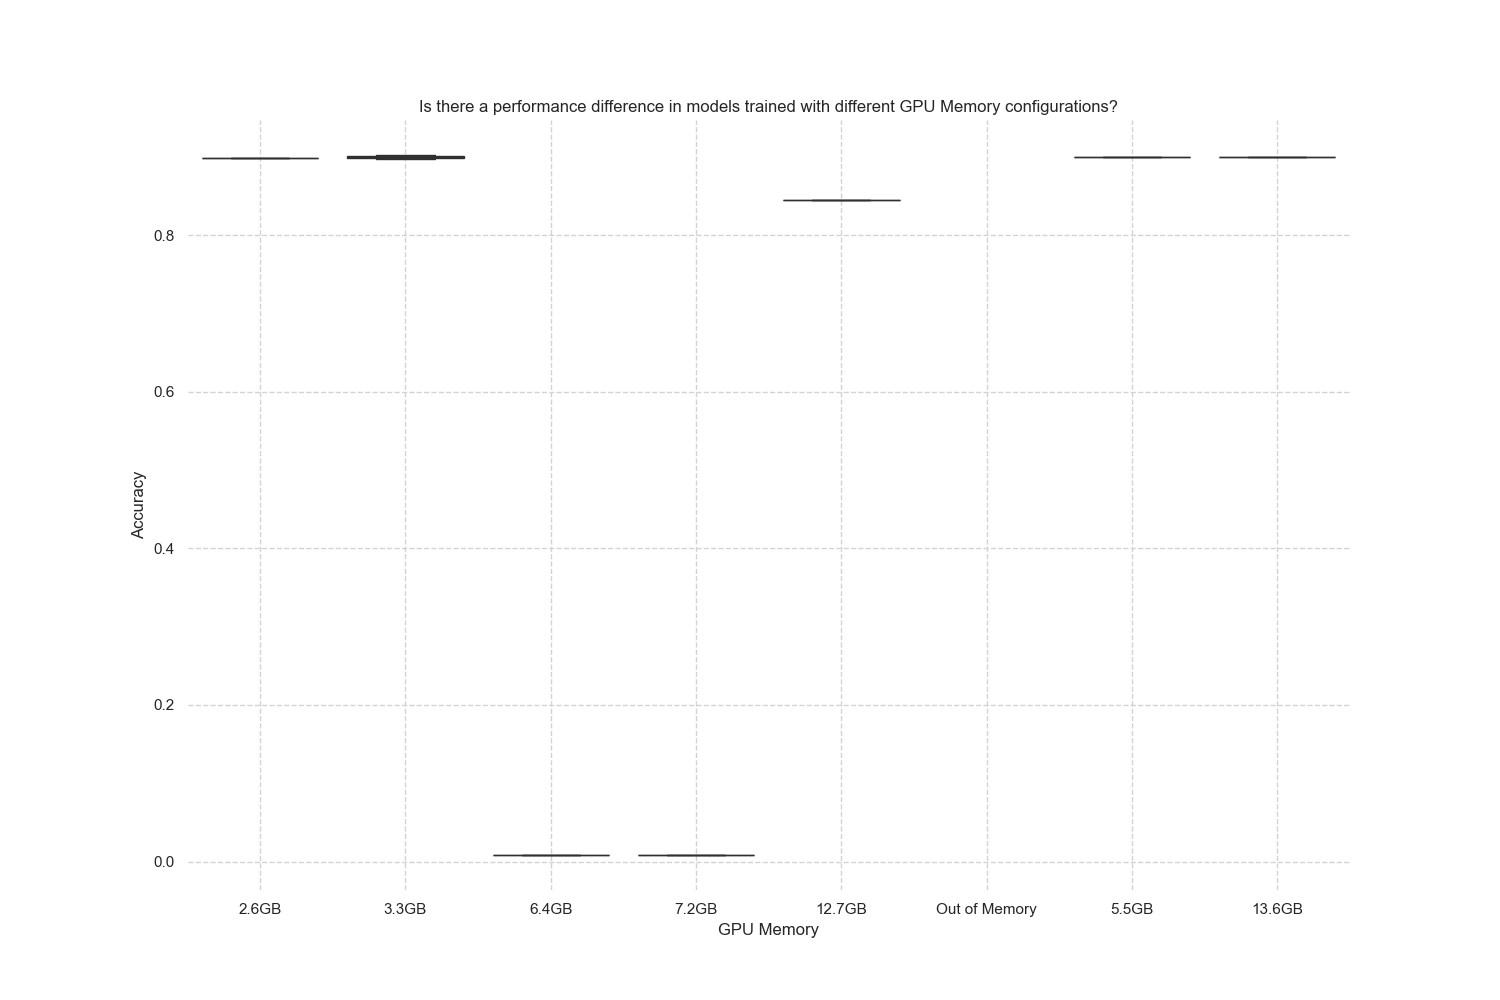 Is there a performance difference in models trained with different GPU Memory configurations?
Accuracy
0.8
0.6
0.4
0.2
0.0
2.6GB 3.3GB 6.4GB 7.2GB 12.7GB Out of Memory 5.5GB 13.6GB
GPU Memory